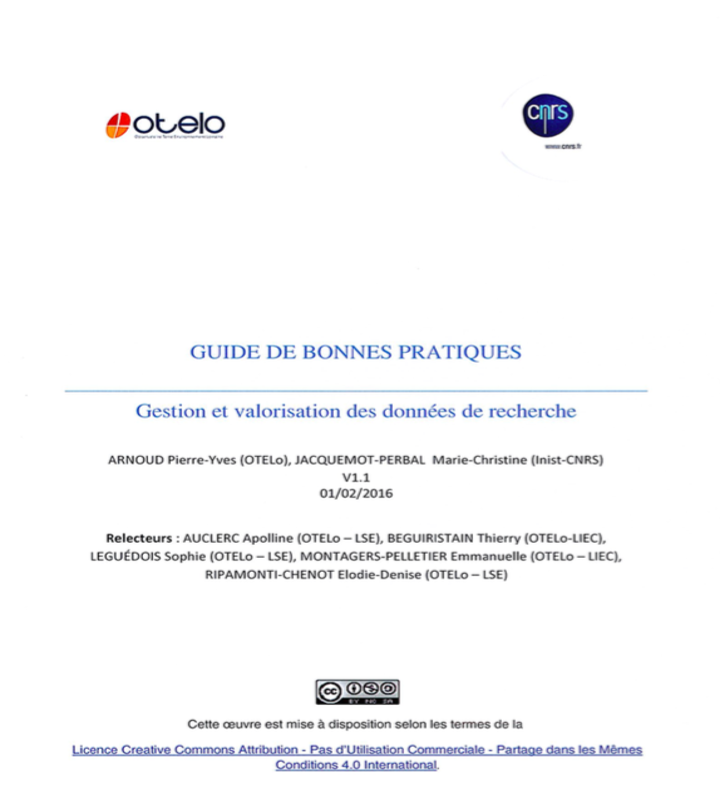 otelo
cnrs
www.cnrs.fr
GUIDE DE BONNES PRATIQUES
Gestion et valorisation des données de recherche
ARNOUD Pierre-Yves (OTELo), JACQUEMOT-PERBAL Marie-Christine (Inist-CNRS)
V1.1
01/02/2016
Relecteurs : AUCLERC Apolline (OTELo – LSE), BEGUIRISTAIN Thierry (OTELo-LIEC),
LEGUÉDOIS Sophie (OTELo – LSE), MONTAGERS-PELLETIER Emmanuelle (OTELo – LIEC),
RIPAMONTI-CHENOT Elodie-Denise (OTELo – LSE)
cc
BY NC SA
Cette œuvre est mise à disposition selon les termes de la
Licence Creative Commons Attribution - Pas d'Utilisation Commerciale - Partage dans les Mêmes
Conditions 4.0 International.